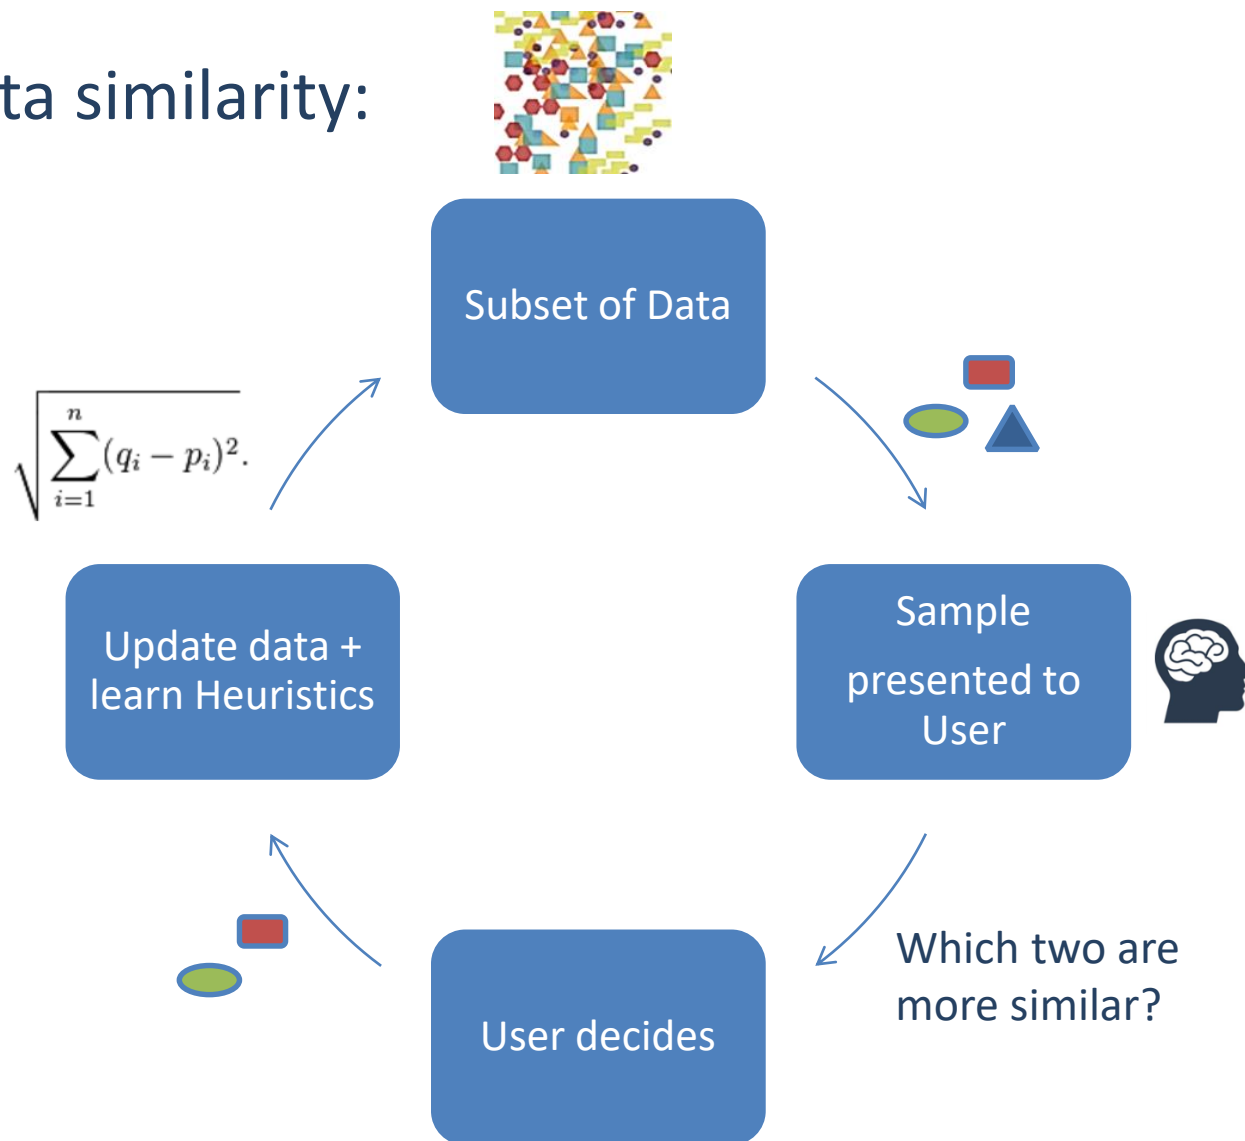 ta similarity:
Subset of Data
$\sqrt{\sum_{i=1}^{n}(q_i - p_i)^2}.$
Update data +
learn Heuristics
Sample
presented to
User
Which two are
more similar?
User decides